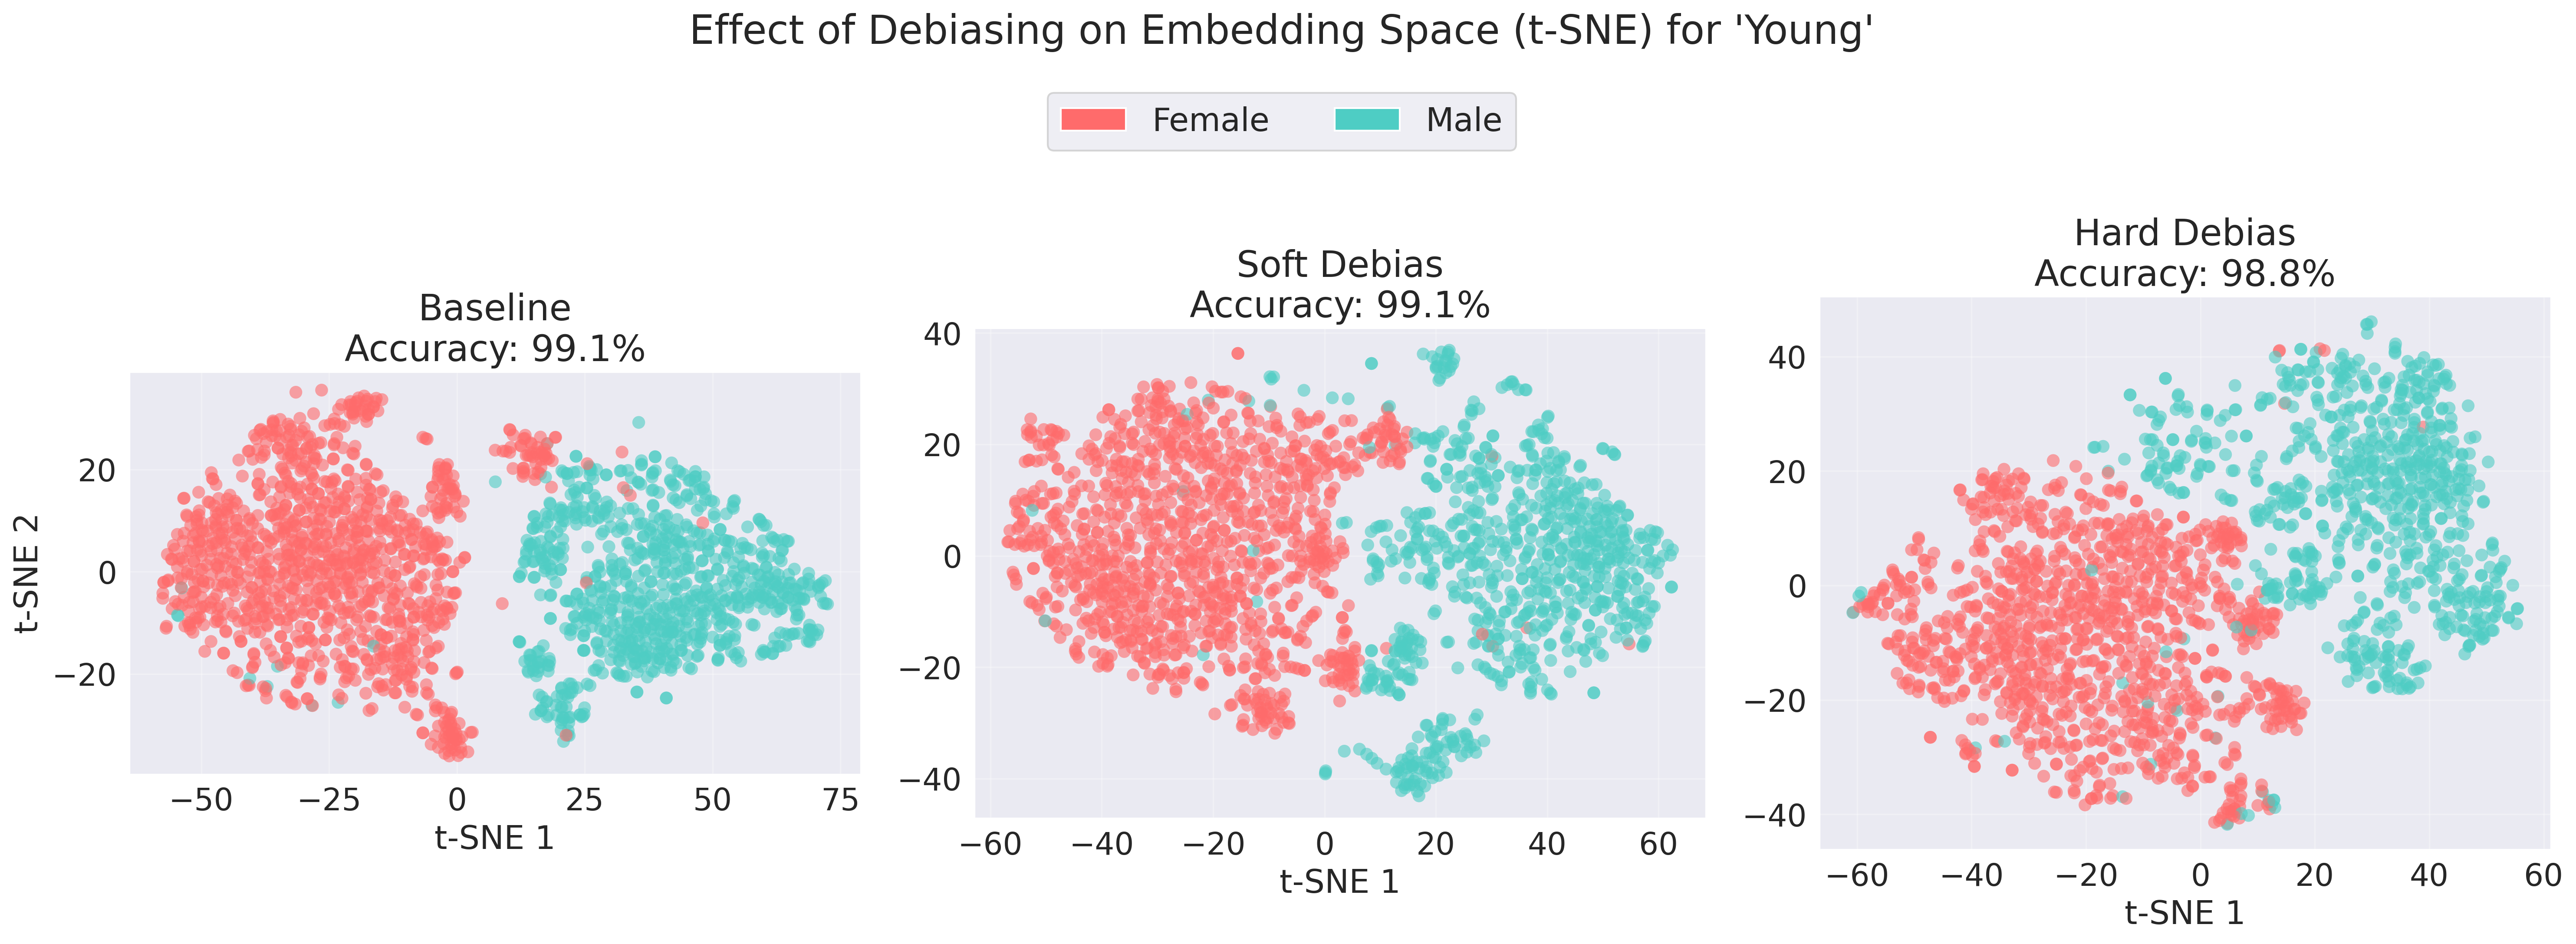 Effect of Debiasing on Embedding Space (t-SNE) for 'Young'
Female
Male
Baseline
Accuracy: 99.1%
t-SNE 2
20
0
−20
−50
−25
0
25
50
75
t-SNE 1
Soft Debias
Accuracy: 99.1%
40
20
0
−20
−40
−60
−40
−20
0
20
40
60
t-SNE 1
Hard Debias
Accuracy: 98.8%
40
20
0
−20
−40
−60
−40
−20
0
20
40
60
t-SNE 1